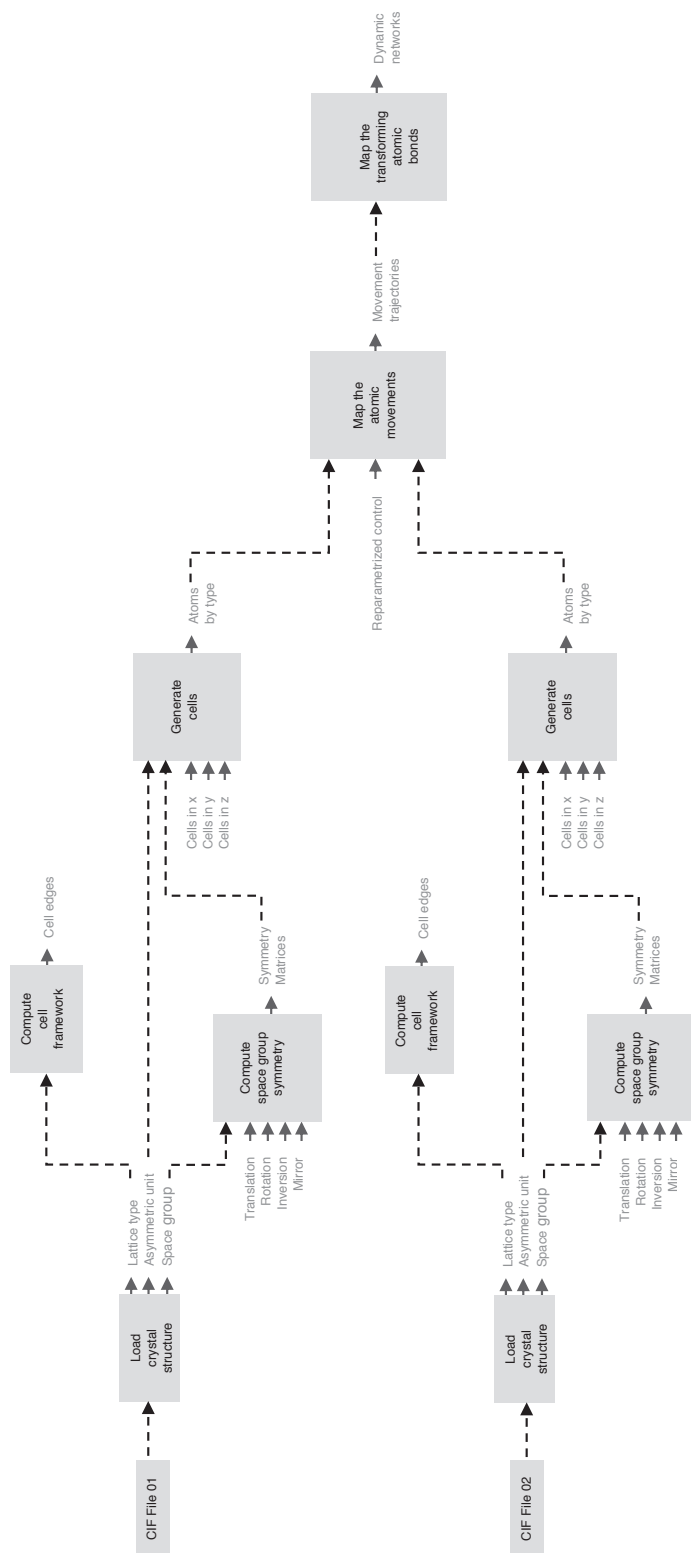 CIF File 01
Load
crystal
structure
Lattice type
Asymmetric unit
Space group
Compute
cell
framework
Cell edges
Translation
Rotation
Inversion
Mirror
Compute
space group
symmetry
Symmetry
Matrices
Cells in x
Cells in y
Cells in z
Generate
cells
Atoms
by type
CIF File 02
Load
crystal
structure
Lattice type
Asymmetric unit
Space group
Compute
cell
framework
Cell edges
Translation
Rotation
Inversion
Mirror
Compute
space group
symmetry
Symmetry
Matrices
Cells in x
Cells in y
Cells in z
Generate
cells
Atoms
by type
Reparametrized control
Map the
atomic
movements
Movement
trajectories
Map the
transforming
atomic
bonds
Dynamic
networks